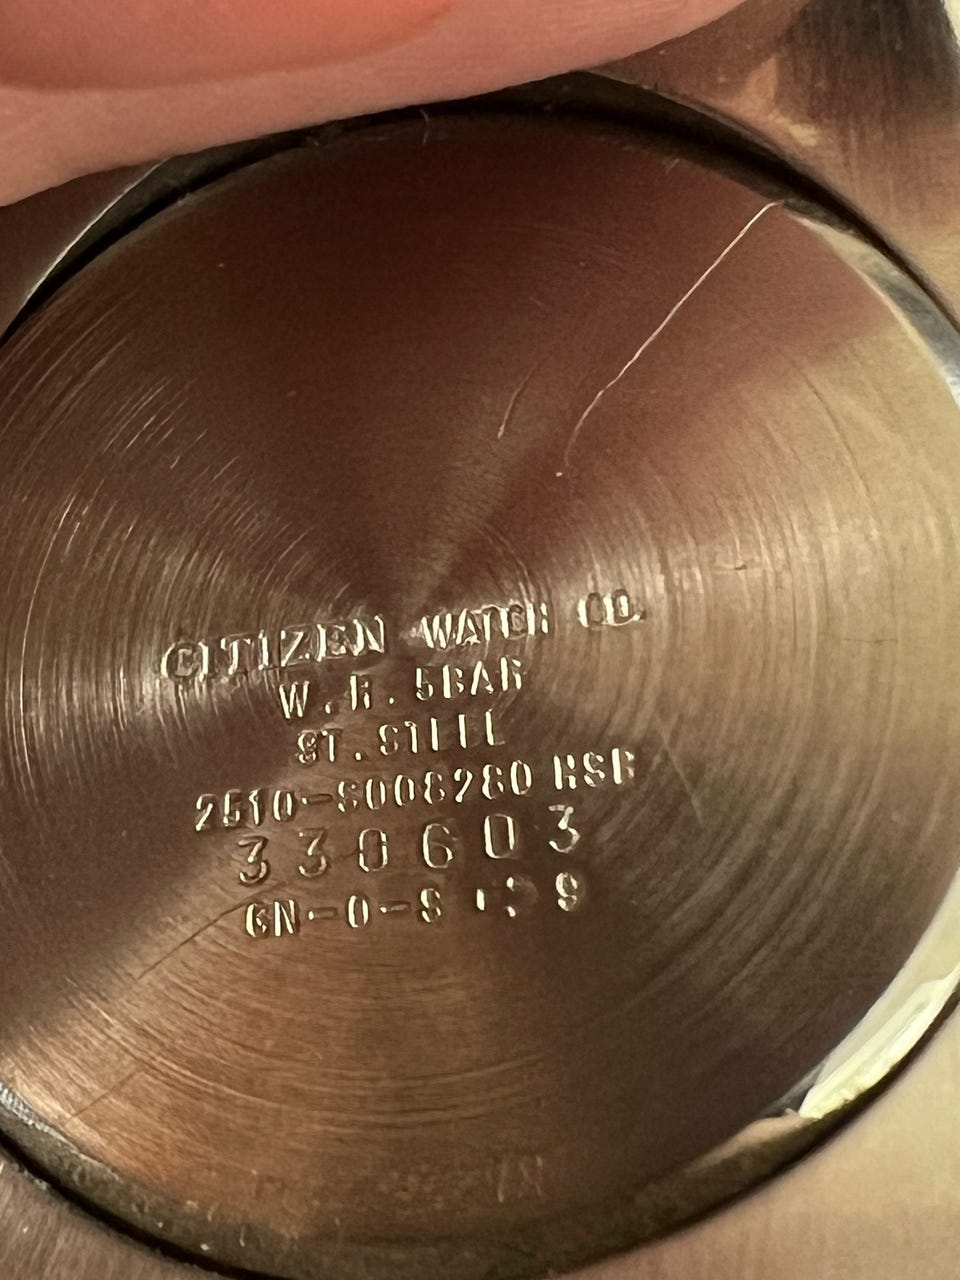 CITIZEN WATCH CO.
W.R.5BAR
ST.STEEL
2510-S008280 HSB
330603
GN-0-S